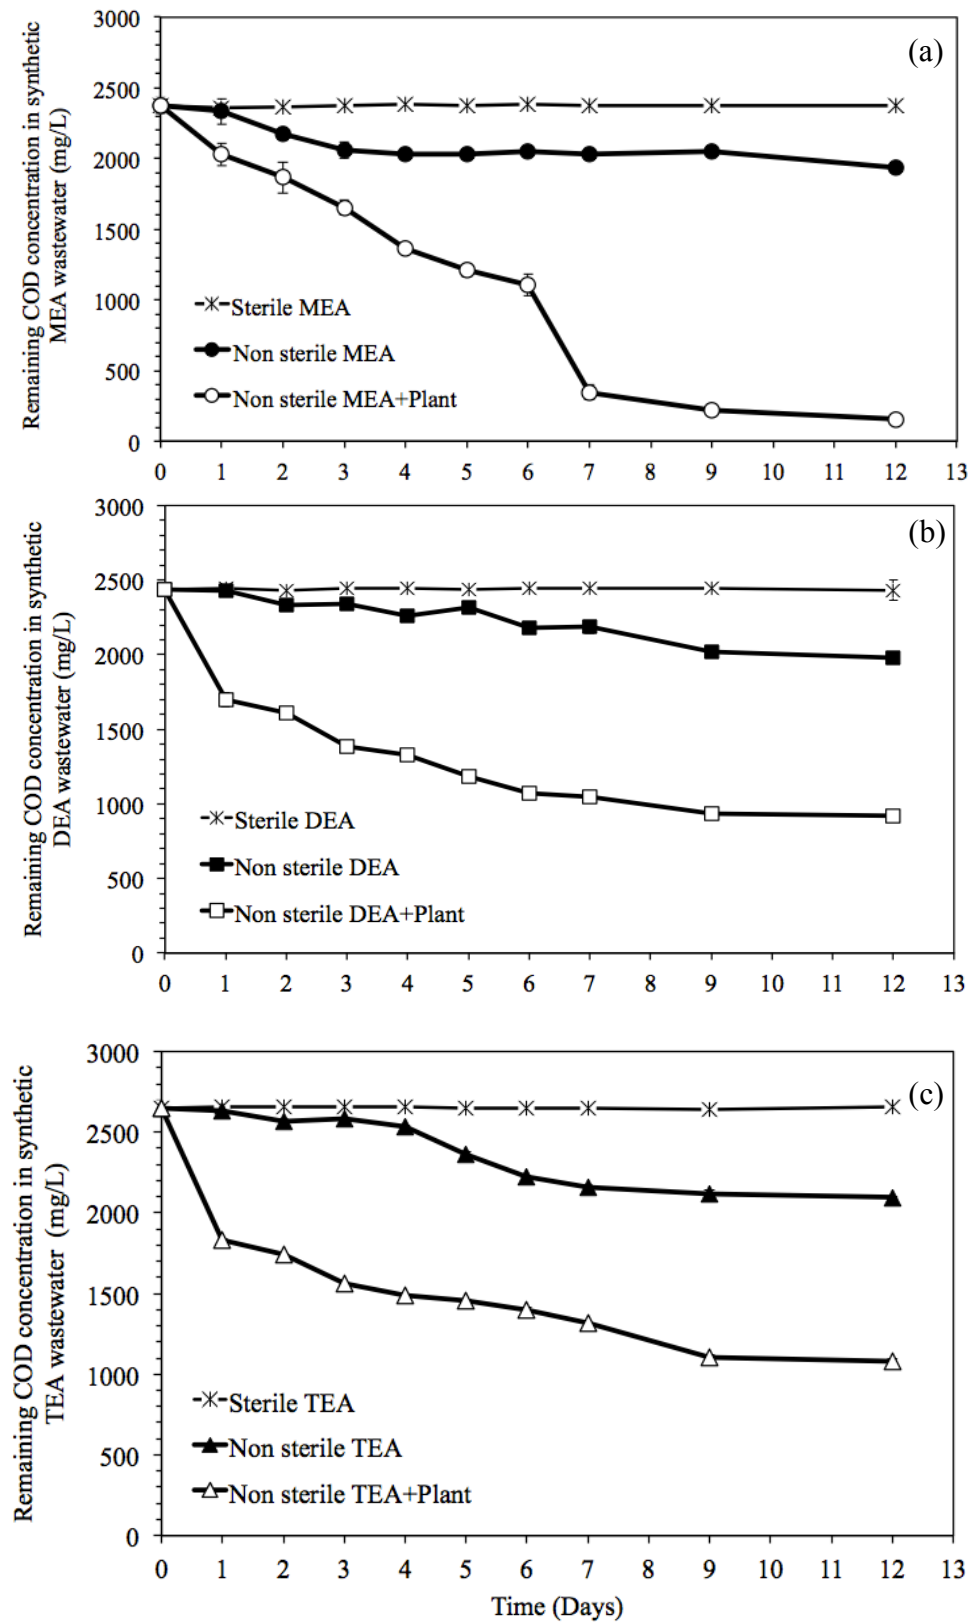 Remaining COD concentration in synthetic
MEA wastewater (mg/L)
3000
2500
2000
1500
1000
500
0
(a)
Sterile MEA
Non sterile MEA
Non sterile MEA+Plant
0 1 2 3 4 5 6 7 8 9 10 11 12 13
Remaining COD concentration in synthetic
DEA wastewater (mg/L)
3000
2500
2000
1500
1000
500
0
(b)
Sterile DEA
Non sterile DEA
Non sterile DEA+Plant
0 1 2 3 4 5 6 7 8 9 10 11 12 13
Remaining COD concentration in synthetic
TEA wastewater (mg/L)
3000
2500
2000
1500
1000
500
0
(c)
Sterile TEA
Non sterile TEA
Non sterile TEA+Plant
0 1 2 3 4 5 6 7 8 9 10 11 12 13
Time (Days)